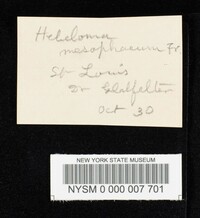 Hebeloma
mesophaeum Fr
St Louis
Dr Glatfelter
Oct 30
NEW YORK STATE MUSEUM
NYSM 0 000 007 701